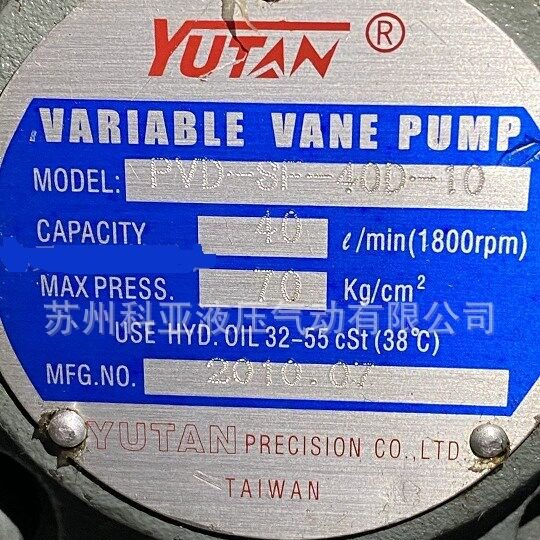 YUTAN ®
VARIABLE VANE PUMP
MODEL: PVD-SF-40D-10
CAPACITY 40 ℓ/min(1800rpm)
MAX PRESS. 70 Kg/cm²
苏州科亚液压气动有限公司
USE HYD. OIL 32-55 cSt (38℃)
MFG.NO. 2010.07
YUTAN PRECISION CO., LTD.
TAIWAN